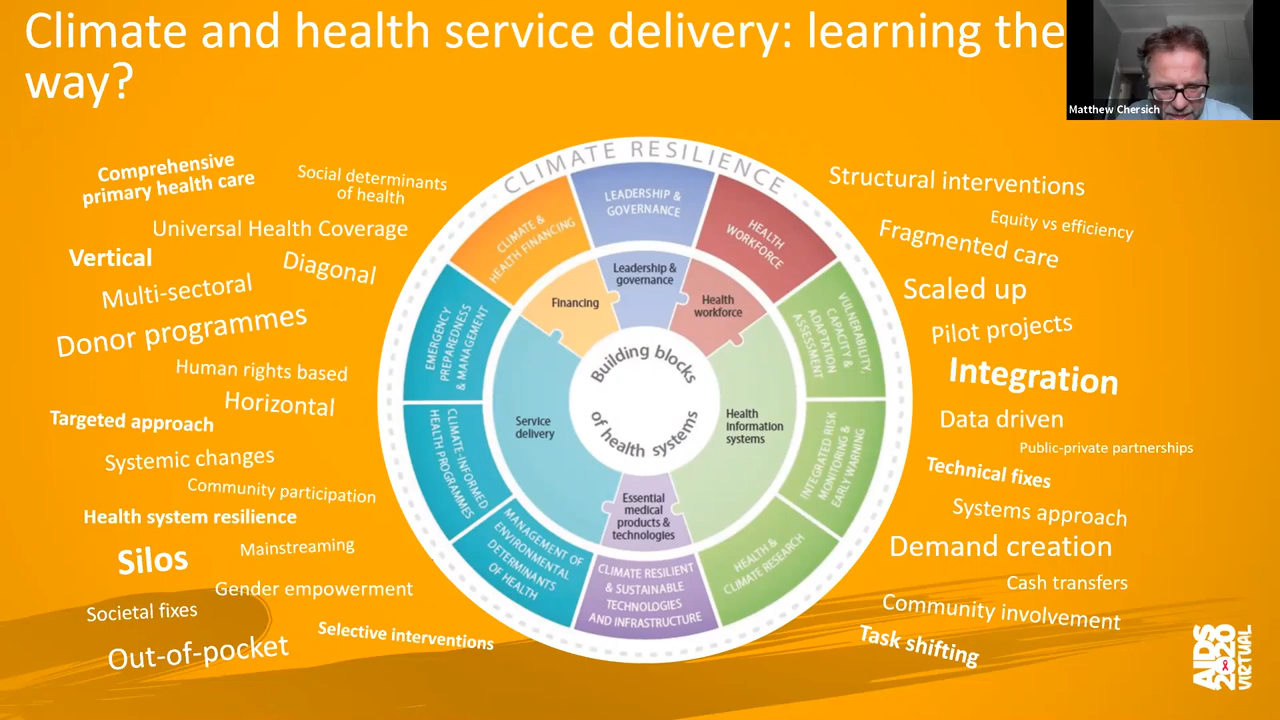 Climate and health service delivery: learning the
way?
Matthew Chersich
Comprehensive
primary health care
Social determinants
of health
Universal Health Coverage
Vertical
Diagonal
Multi-sectoral
Donor programmes
Human rights based
Horizontal
Targeted approach
Systemic changes
Community participation
Health system resilience
Silos
Mainstreaming
Gender empowerment
Societal fixes
Selective interventions
Out-of-pocket
CLIMATE RESILIENCE
LEADERSHIP &
GOVERNANCE
HEALTH
WORKFORCE
VULNERABILITY,
CAPACITY &
ADAPTATION
ASSESSMENT
INTEGRATED RISK
MONITORING &
EARLY WARNING
HEALTH &
CLIMATE RESEARCH
CLIMATE RESILIENT
& SUSTAINABLE
TECHNOLOGIES
AND INFRASTRUCTURE
MANAGEMENT OF
ENVIRONMENTAL
DETERMINANTS
OF HEALTH
CLIMATE-INFORMED
HEALTH PROGRAMMES
EMERGENCY
PREPAREDNESS
& MANAGEMENT
CLIMATE &
HEALTH FINANCING
Leadership &
governance
Health
workforce
Health
information
systems
Essential
medical
products &
technologies
Service
delivery
Financing
Building blocks
of health systems
Structural interventions
Equity vs efficiency
Fragmented care
Scaled up
Pilot projects
Integration
Data driven
Public-private partnerships
Technical fixes
Systems approach
Demand creation
Cash transfers
Community involvement
Task shifting
AIDS
2020
VIRTUAL